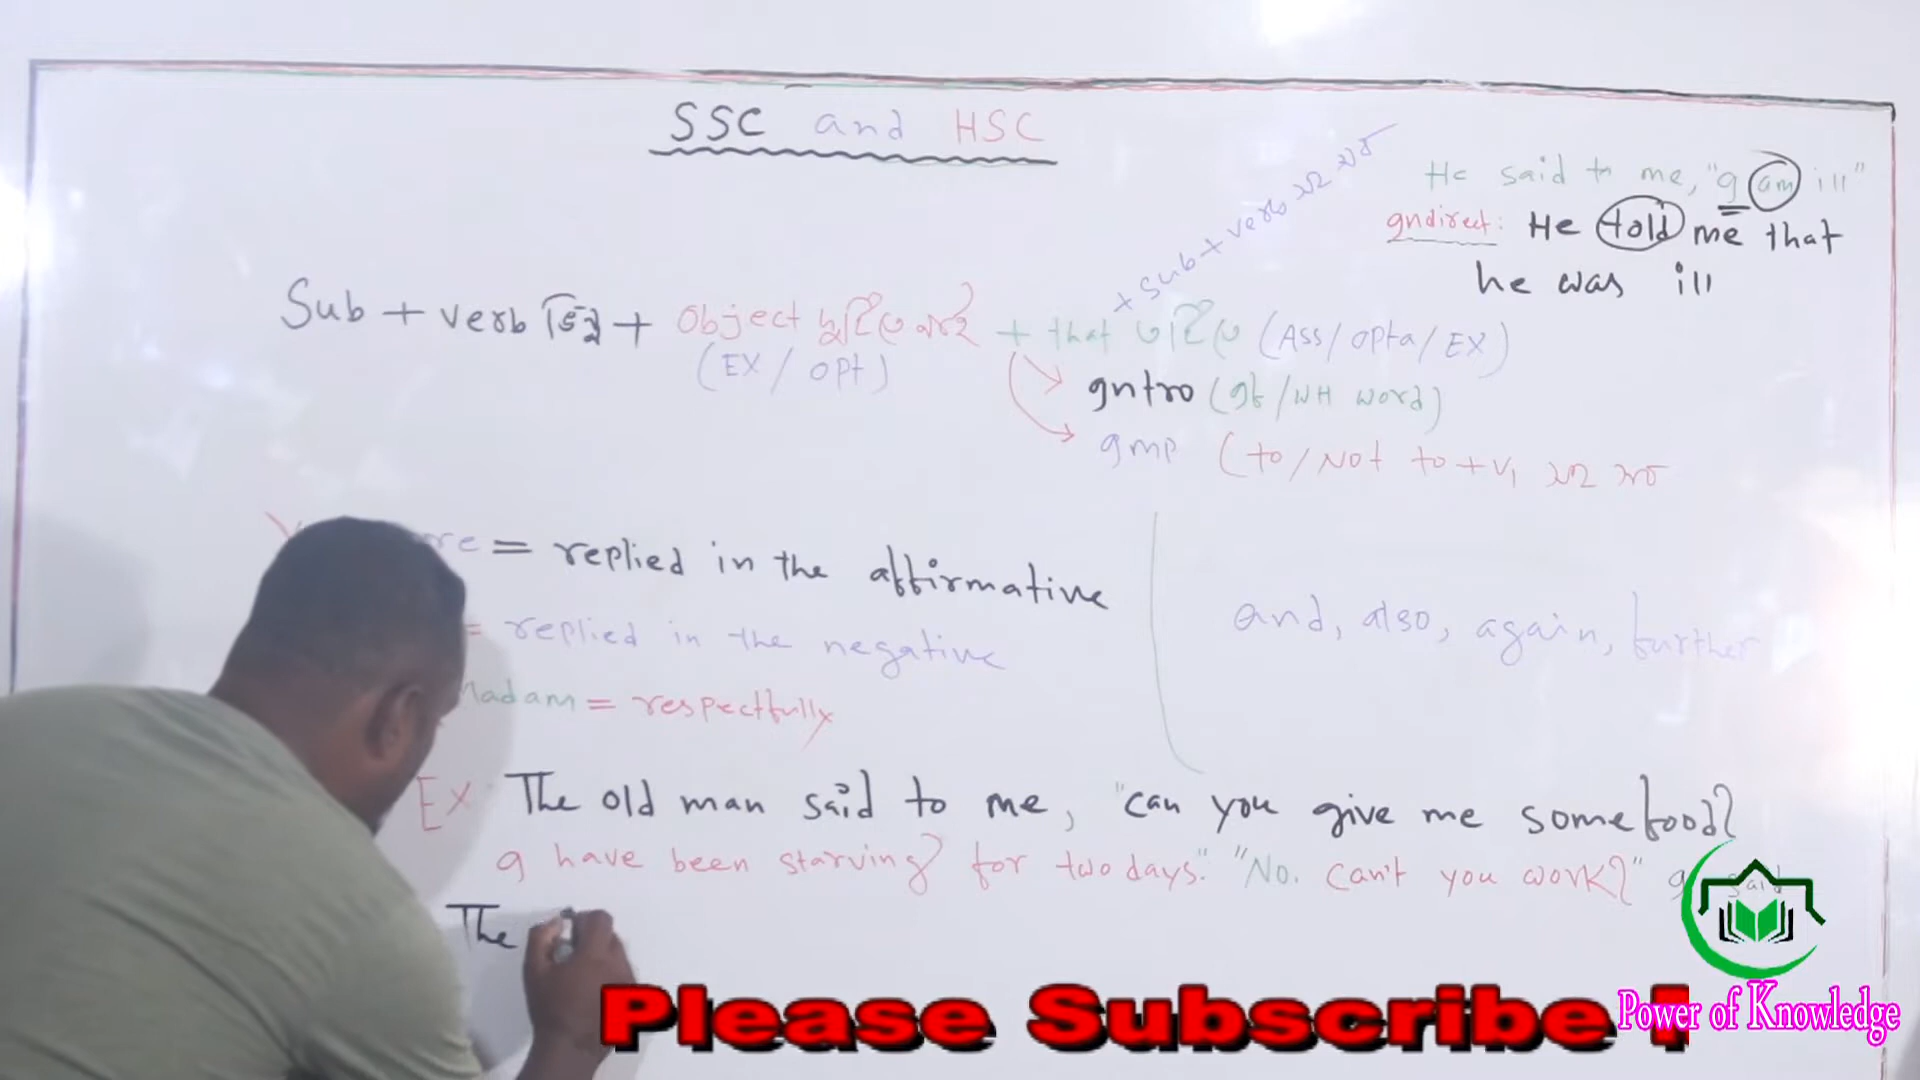 SSC and HSC
He said to me, "I am ill"
Indirect: He told me that
he was ill
+ Sub + verb
Sub + verb + Object + that (Ass/Opta/EX)
(EX / Opt)
Intro (If/WH word)
Imp (to/Not to + V1
= replied in the affirmative
= replied in the negative
Madam = respectfully
and, also, again, further
Ex The old man said to me, "can you give me some food?
I have been starving for two days." "No. Can't you work?" I said
The
Please Subscribe !
Power of Knowledge